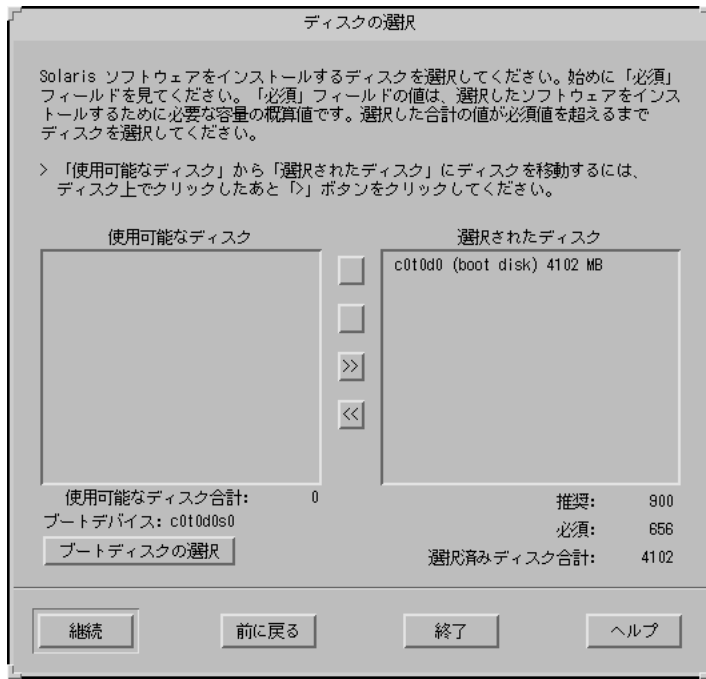 ディスクの選択
Solaris ソフトウェアをインストールするディスクを選択してください。始めに「必須」
フィールドを見てください。「必須」フィールドの値は、選択したソフトウェアをインス
トールするために必要な容量の概算値です。選択した合計の値が必須値を超えるまで
ディスクを選択してください。
> 「使用可能なディスク」から「選択されたディスク」にディスクを移動するには、
ディスク上でクリックしたあと「>」ボタンをクリックしてください。
使用可能なディスク
選択されたディスク
c0t0d0 (boot disk) 4102 MB
>>
<<
使用可能なディスク合計: 0
ブートデバイス: c0t0d0s0
ブートディスクの選択
推奨: 900
必須: 656
選択済みディスク合計: 4102
継続
前に戻る
終了
ヘルプ